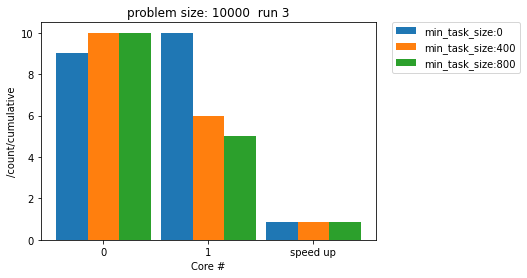 problem size: 10000  run 3
min_task_size:0
min_task_size:400
min_task_size:800
/count/cumulative
10
8
6
4
2
0
0
1
speed up
Core #